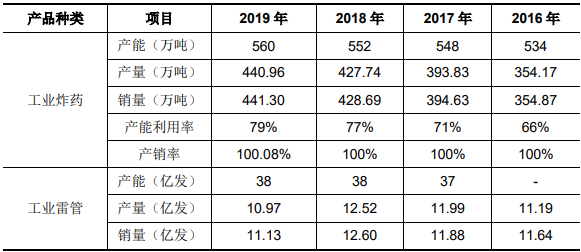 产品种类 项目 2019 年 2018 年 2017 年 2016 年
工业炸药 产能（万吨） 560 552 548 534
产量（万吨） 440.96 427.74 393.83 354.17
销量（万吨） 441.30 428.69 394.63 354.87
产能利用率 79% 77% 71% 66%
产销率 100.08% 100% 100% 100%
工业雷管 产能（亿发） 38 38 37 -
产量（亿发） 10.97 12.52 11.99 11.19
销量（亿发） 11.13 12.60 11.88 11.64